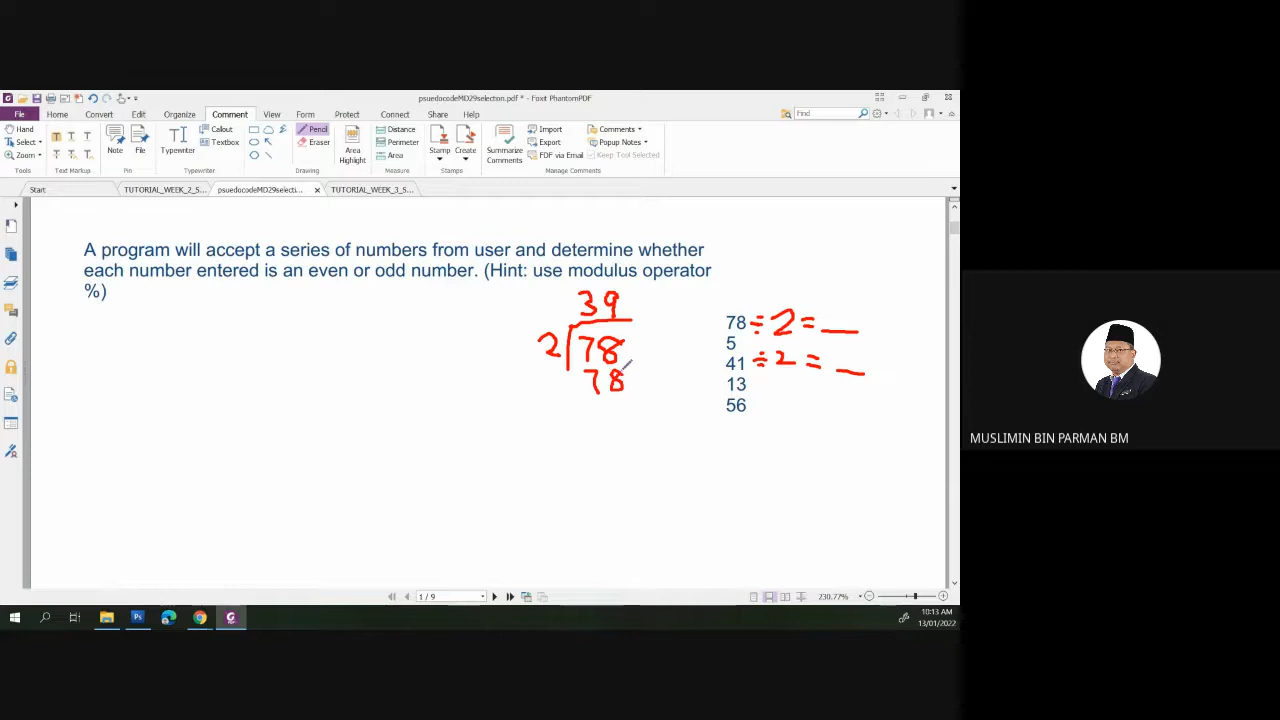 psuedocodeMD29selection.pdf * - Foxit PhantomPDF
File Home Convert Edit Organize Comment View Form Protect Connect Share Help Find
Hand Select Zoom Tools
Text Markup
Note File
Typewriter Callout Textbox Typewriter
Pencil Eraser Drawing
Area Highlight
Distance Perimeter Area Measure
Stamp Create Stamps
Summarize Comments Import Export FDF via Email Comments Popup Notes Keep Tool Selected Manage Comments
Start TUTORIAL_WEEK_2_S... psuedocodeMD29selecti... TUTORIAL_WEEK_3_S...
A program will accept a series of numbers from user and determine whether
each number entered is an even or odd number. (Hint: use modulus operator
%)
39
2 78
78
78 ÷ 2 = __
5
41 ÷ 2 = __
13
56
MUSLIMIN BIN PARMAN BM
1 / 9
230.77%
10:13 AM
13/01/2022